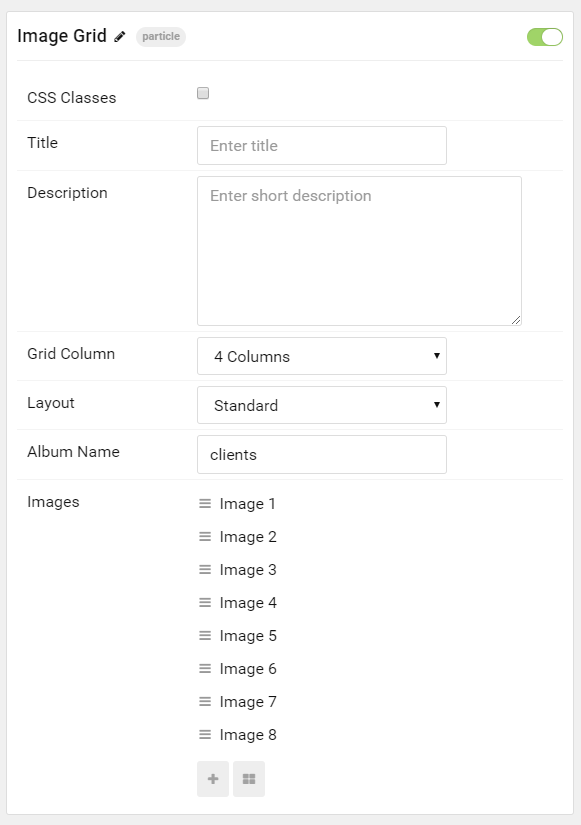 Image Grid particle
CSS Classes
Title Enter title
Description Enter short description
Grid Column 4 Columns
Layout Standard
Album Name clients
Images Image 1
Image 2
Image 3
Image 4
Image 5
Image 6
Image 7
Image 8